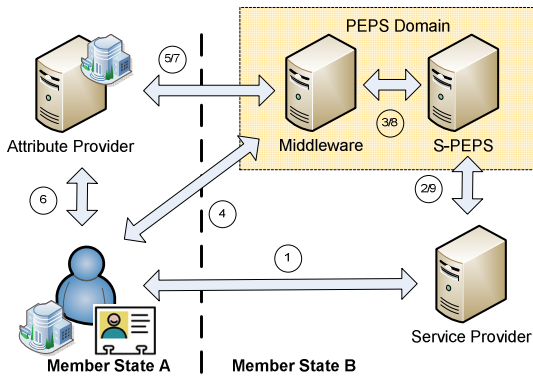 PEPS Domain
5/7
3/8
Attribute Provider
Middleware
S-PEPS
6
4
2/9
1
Service Provider
Member State A
Member State B